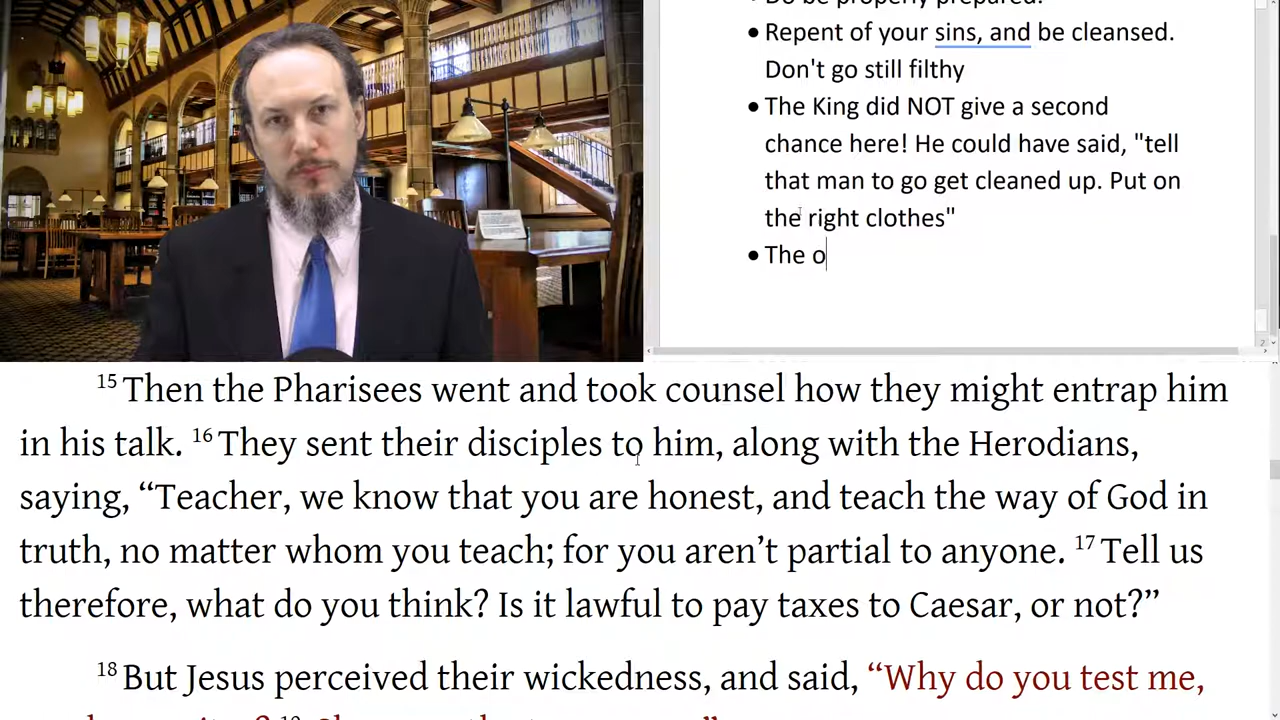 Do be properly prepared!
• Repent of your sins, and be cleansed.
Don't go still filthy
• The King did NOT give a second
chance here! He could have said, "tell
that man to go get cleaned up. Put on
the right clothes"
• The o
15 Then the Pharisees went and took counsel how they might entrap him
in his talk. 16 They sent their disciples to him, along with the Herodians,
saying, “Teacher, we know that you are honest, and teach the way of God in
truth, no matter whom you teach; for you aren’t partial to anyone. 17 Tell us
therefore, what do you think? Is it lawful to pay taxes to Caesar, or not?”
18 But Jesus perceived their wickedness, and said, “Why do you test me,